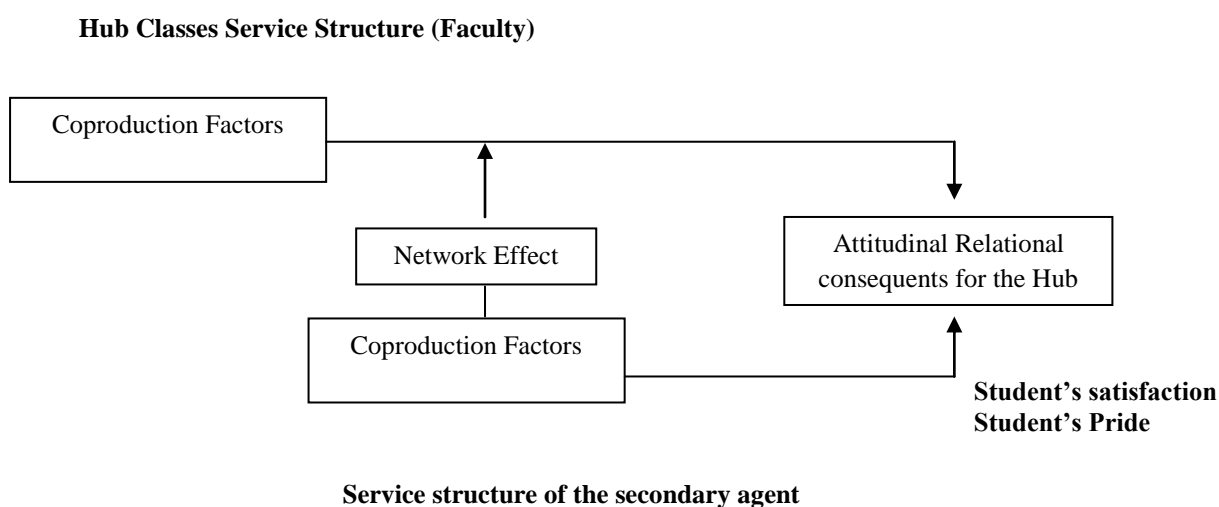 Hub Classes Service Structure (Faculty)
Coproduction Factors
Network Effect
Attitudinal Relational
consequents for the Hub
Coproduction Factors
Student’s satisfaction
Student’s Pride
Service structure of the secondary agent